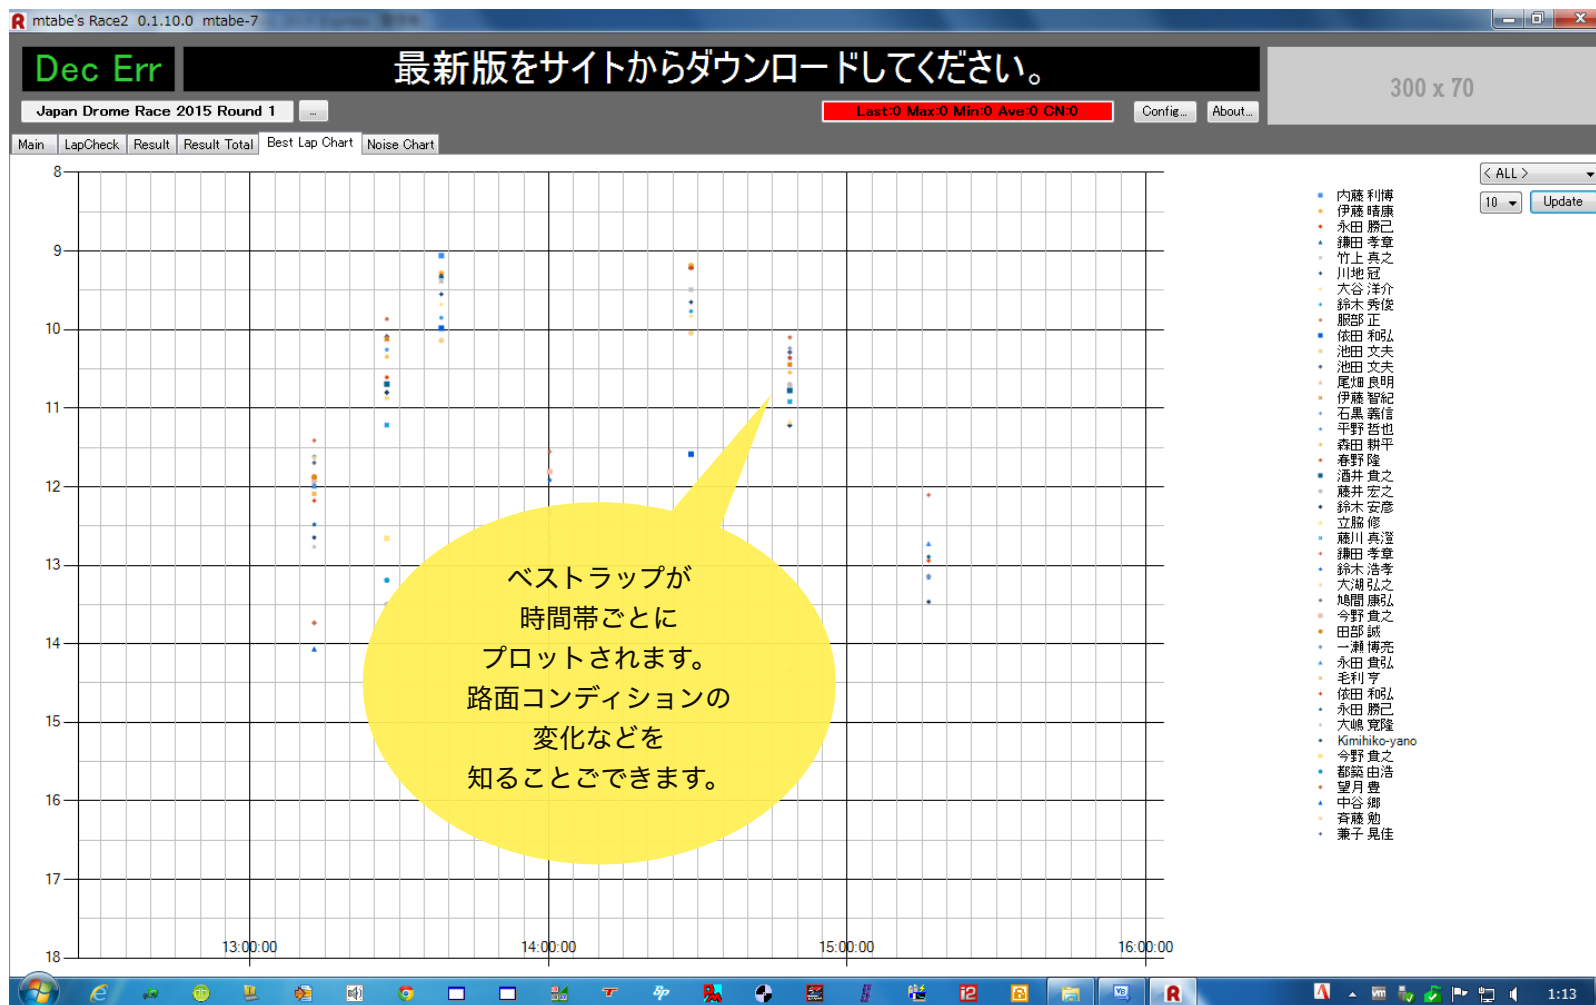 mtabe's Race2 0.1.10.0 mtabe-7
Dec Err
最新版をサイトからダウンロードしてください。
300 x 70
Japan Drome Race 2015 Round 1
...
Last:0 Max:0 Min:0 Ave:0 CN:0
Config...
About...
Main
LapCheck
Result
Result Total
Best Lap Chart
Noise Chart
< ALL >
10
Update
8
9
10
11
12
13
14
15
16
17
18
13:00:00
14:00:00
15:00:00
16:00:00
ベストラップが
時間帯ごとに
プロットされます。
路面コンディションの
変化などを
知ることごできます。
内藤 利博
伊藤 晴康
永田 勝己
鎌田 孝章
竹上 真之
川地 冠
大谷 洋介
鈴木 秀俊
服部 正
依田 和弘
池田 文夫
池田 文夫
尾畑 良明
伊藤 智紀
石黒 義信
平野 哲也
森田 耕平
春野 隆
酒井 貴之
藤井 宏之
鈴木 安彦
立脇 修
藤川 真澄
鎌田 孝章
鈴木 浩孝
大湖 弘之
鳩間 康弘
今野 貴之
田部 誠
一瀬 博亮
永田 貴弘
毛利 亨
依田 和弘
永田 勝己
大嶋 寛隆
Kimihiko-yano
今野 貴之
都築 由浩
望月 豊
中谷 郷
斉藤 勉
兼子 晃佳
1:13